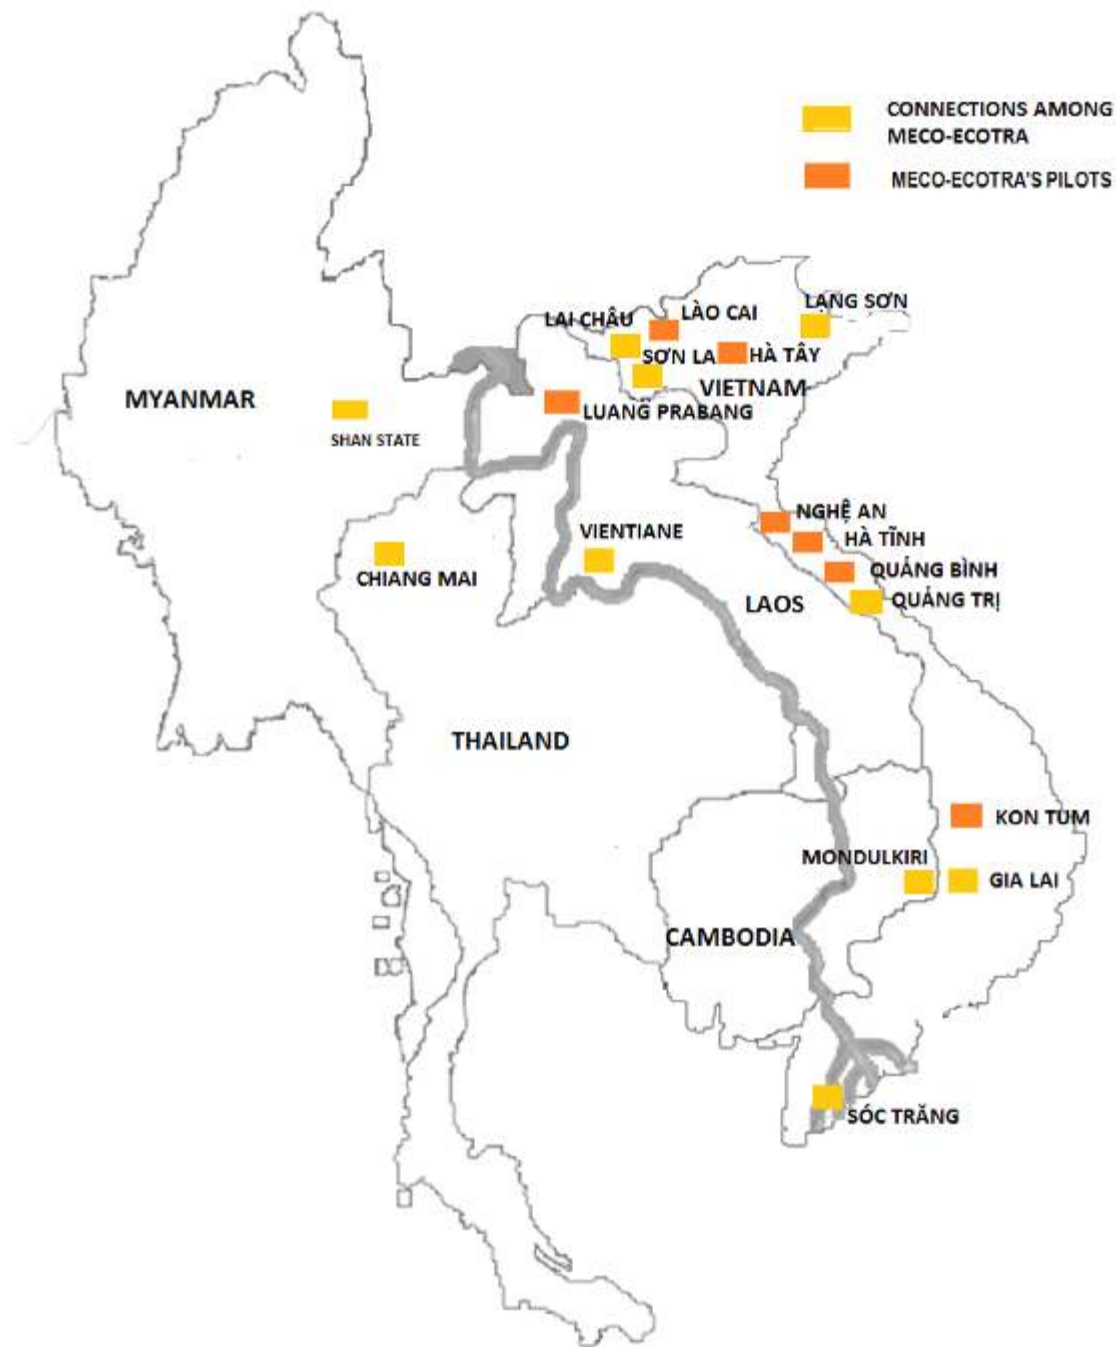 CONNECTIONS AMONG
MECO-ECOTRA
MECO-ECOTRA'S PILOTS
LẠNG SƠN
LÀO CAI
LAI CHÂU
SƠN LA
HÀ TÂY
VIETNAM
MYANMAR
LUANG PRABANG
SHAN STATE
NGHỆ AN
VIENTIANE
HÀ TĨNH
CHIANG MAI
QUẢNG BÌNH
LAOS
QUẢNG TRỊ
THAILAND
KON TUM
MONDULKIRI
GIA LAI
CAMBODIA
SÓC TRĂNG